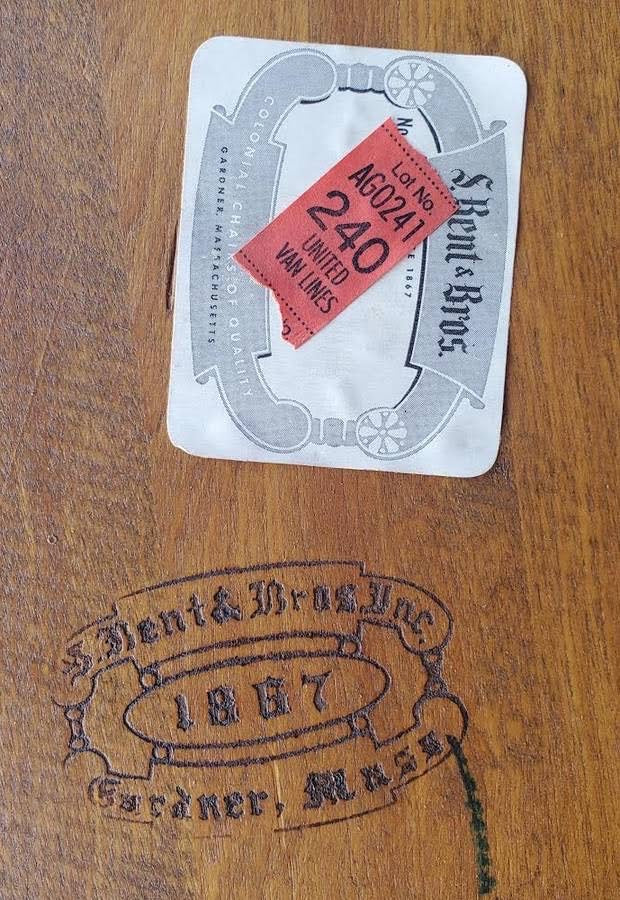 S. Bent & Bros.
No.
E 1867
COLONIAL CHAIRS OF QUALITY
GARDNER, MASSACHUSETTS
Lot No.
AG0241
240
UNITED
VAN LINES
S. Bent & Bros. Inc.
1867
Gardner, Mass